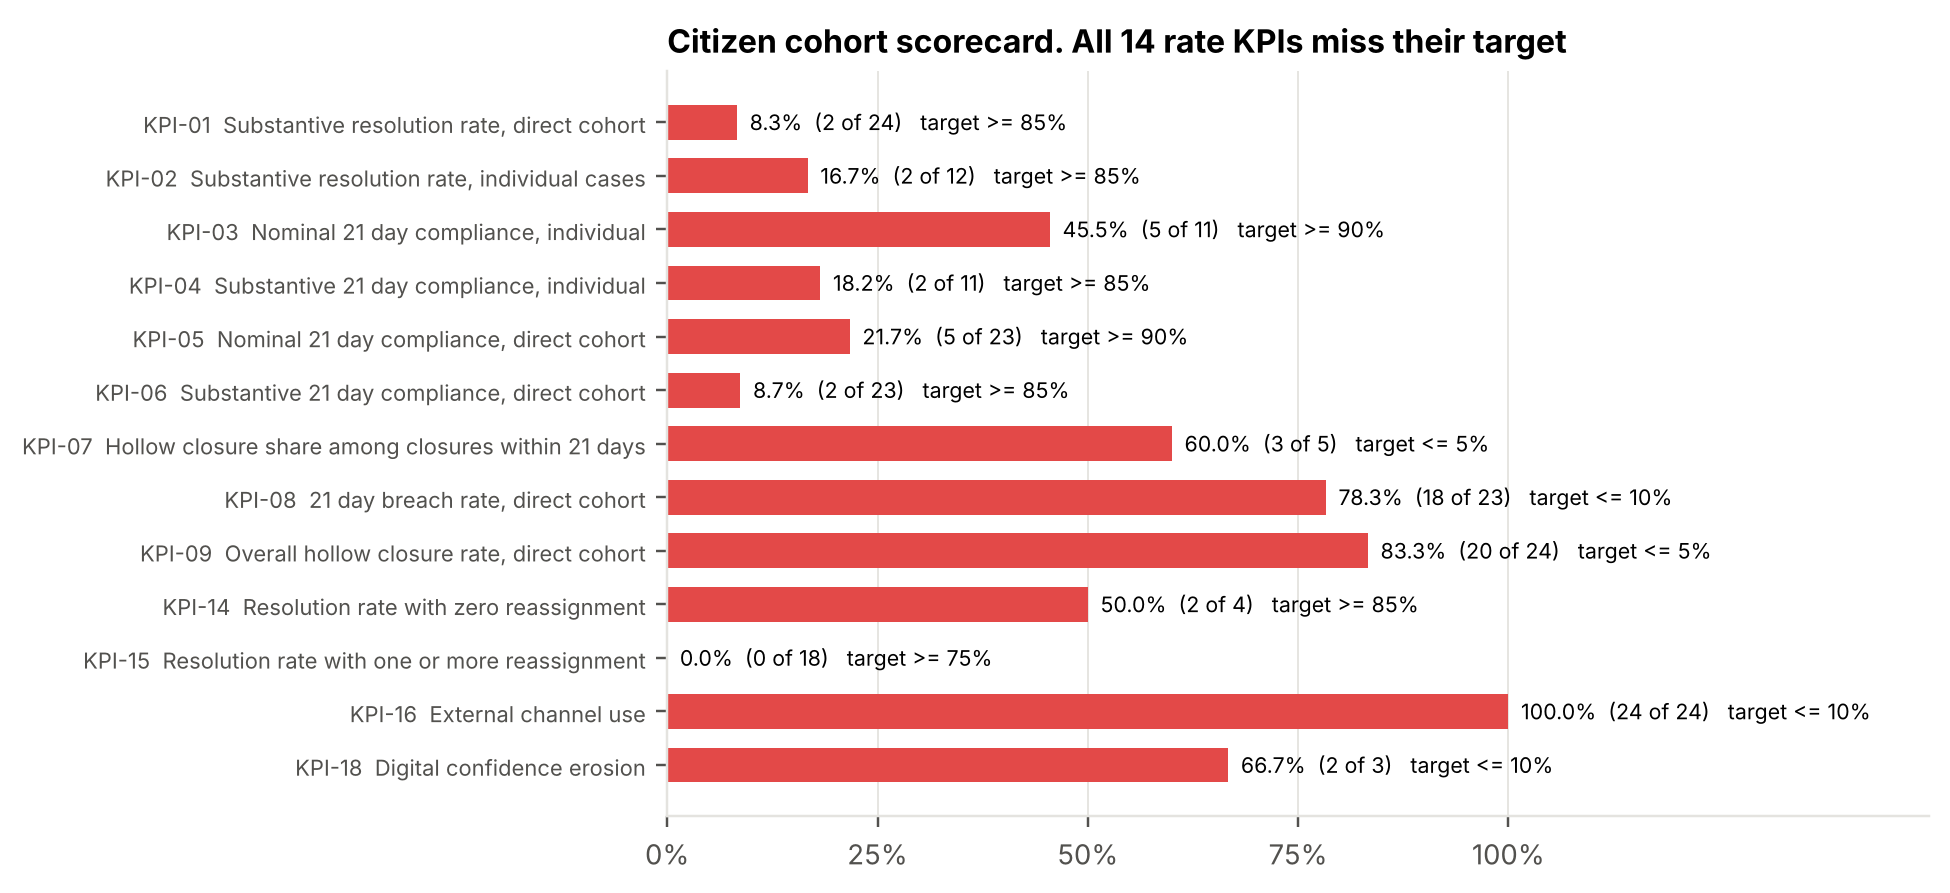 Citizen cohort scorecard. All 14 rate KPIs miss their target
KPI-01 Substantive resolution rate, direct cohort 8.3% (2 of 24) target >= 85%
KPI-02 Substantive resolution rate, individual cases 16.7% (2 of 12) target >= 85%
KPI-03 Nominal 21 day compliance, individual 45.5% (5 of 11) target >= 90%
KPI-04 Substantive 21 day compliance, individual 18.2% (2 of 11) target >= 85%
KPI-05 Nominal 21 day compliance, direct cohort 21.7% (5 of 23) target >= 90%
KPI-06 Substantive 21 day compliance, direct cohort 8.7% (2 of 23) target >= 85%
KPI-07 Hollow closure share among closures within 21 days 60.0% (3 of 5) target <= 5%
KPI-08 21 day breach rate, direct cohort 78.3% (18 of 23) target <= 10%
KPI-09 Overall hollow closure rate, direct cohort 83.3% (20 of 24) target <= 5%
KPI-14 Resolution rate with zero reassignment 50.0% (2 of 4) target >= 85%
KPI-15 Resolution rate with one or more reassignment 0.0% (0 of 18) target >= 75%
KPI-16 External channel use 100.0% (24 of 24) target <= 10%
KPI-18 Digital confidence erosion 66.7% (2 of 3) target <= 10%
0% 25% 50% 75% 100%